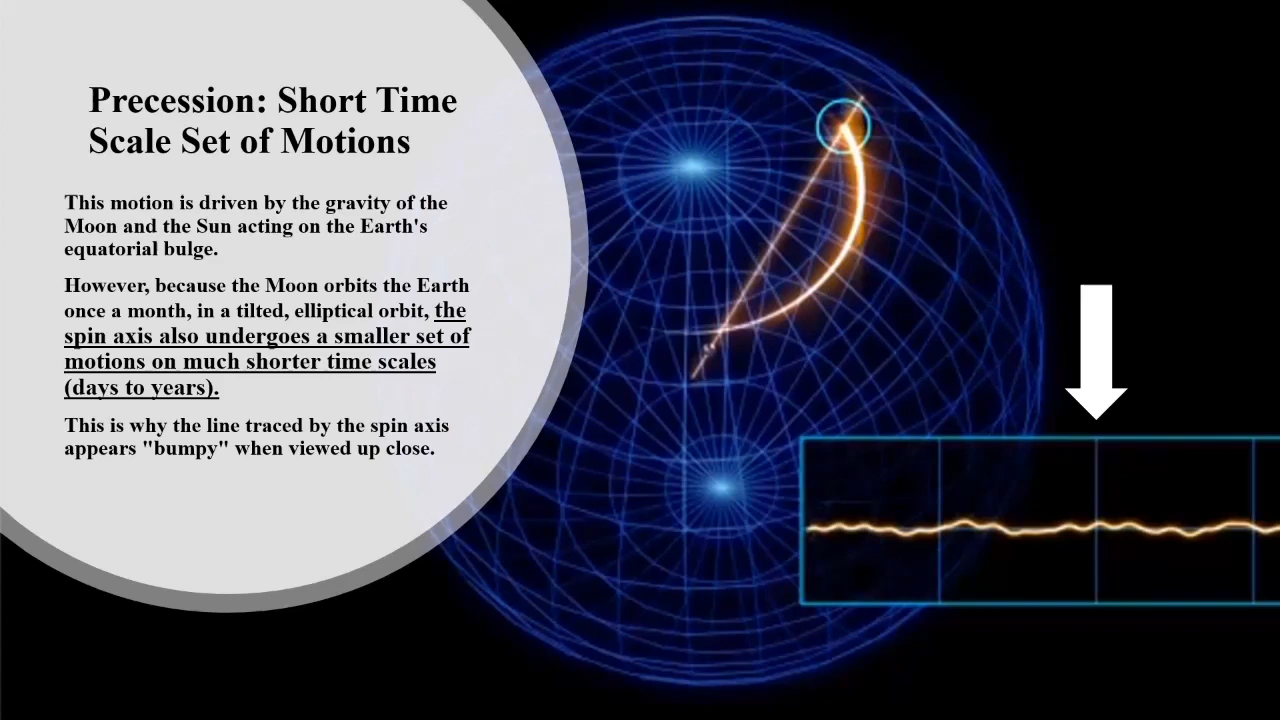 Precession: Short Time
Scale Set of Motions
This motion is driven by the gravity of the
Moon and the Sun acting on the Earth's
equatorial bulge.
However, because the Moon orbits the Earth
once a month, in a tilted, elliptical orbit, the
spin axis also undergoes a smaller set of
motions on much shorter time scales
(days to years).
This is why the line traced by the spin axis
appears "bumpy" when viewed up close.